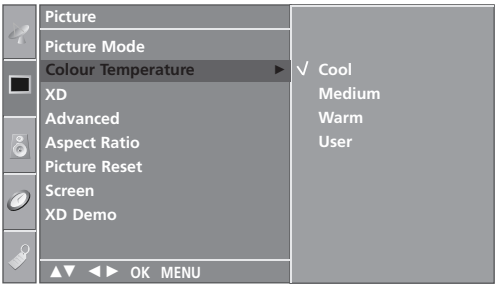 Picture
Picture Mode
Colour Temperature ► √ Cool
XD Medium
Advanced Warm
Aspect Ratio User
Picture Reset
Screen
XD Demo
▲▼ ◄► OK MENU